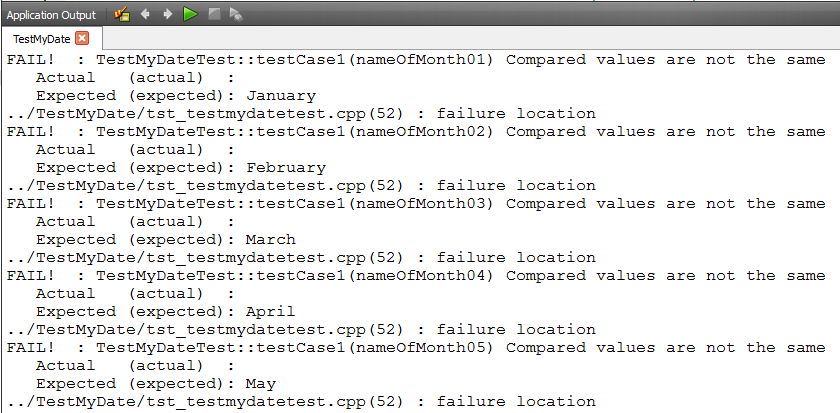 Application Output
TestMyDate
FAIL!  : TestMyDateTest::testCase1(nameOfMonth01) Compared values are not the same
   Actual   (actual)  :
   Expected (expected): January
../TestMyDate/tst_testmydatetest.cpp(52) : failure location
FAIL!  : TestMyDateTest::testCase1(nameOfMonth02) Compared values are not the same
   Actual   (actual)  :
   Expected (expected): February
../TestMyDate/tst_testmydatetest.cpp(52) : failure location
FAIL!  : TestMyDateTest::testCase1(nameOfMonth03) Compared values are not the same
   Actual   (actual)  :
   Expected (expected): March
../TestMyDate/tst_testmydatetest.cpp(52) : failure location
FAIL!  : TestMyDateTest::testCase1(nameOfMonth04) Compared values are not the same
   Actual   (actual)  :
   Expected (expected): April
../TestMyDate/tst_testmydatetest.cpp(52) : failure location
FAIL!  : TestMyDateTest::testCase1(nameOfMonth05) Compared values are not the same
   Actual   (actual)  :
   Expected (expected): May
../TestMyDate/tst_testmydatetest.cpp(52) : failure location